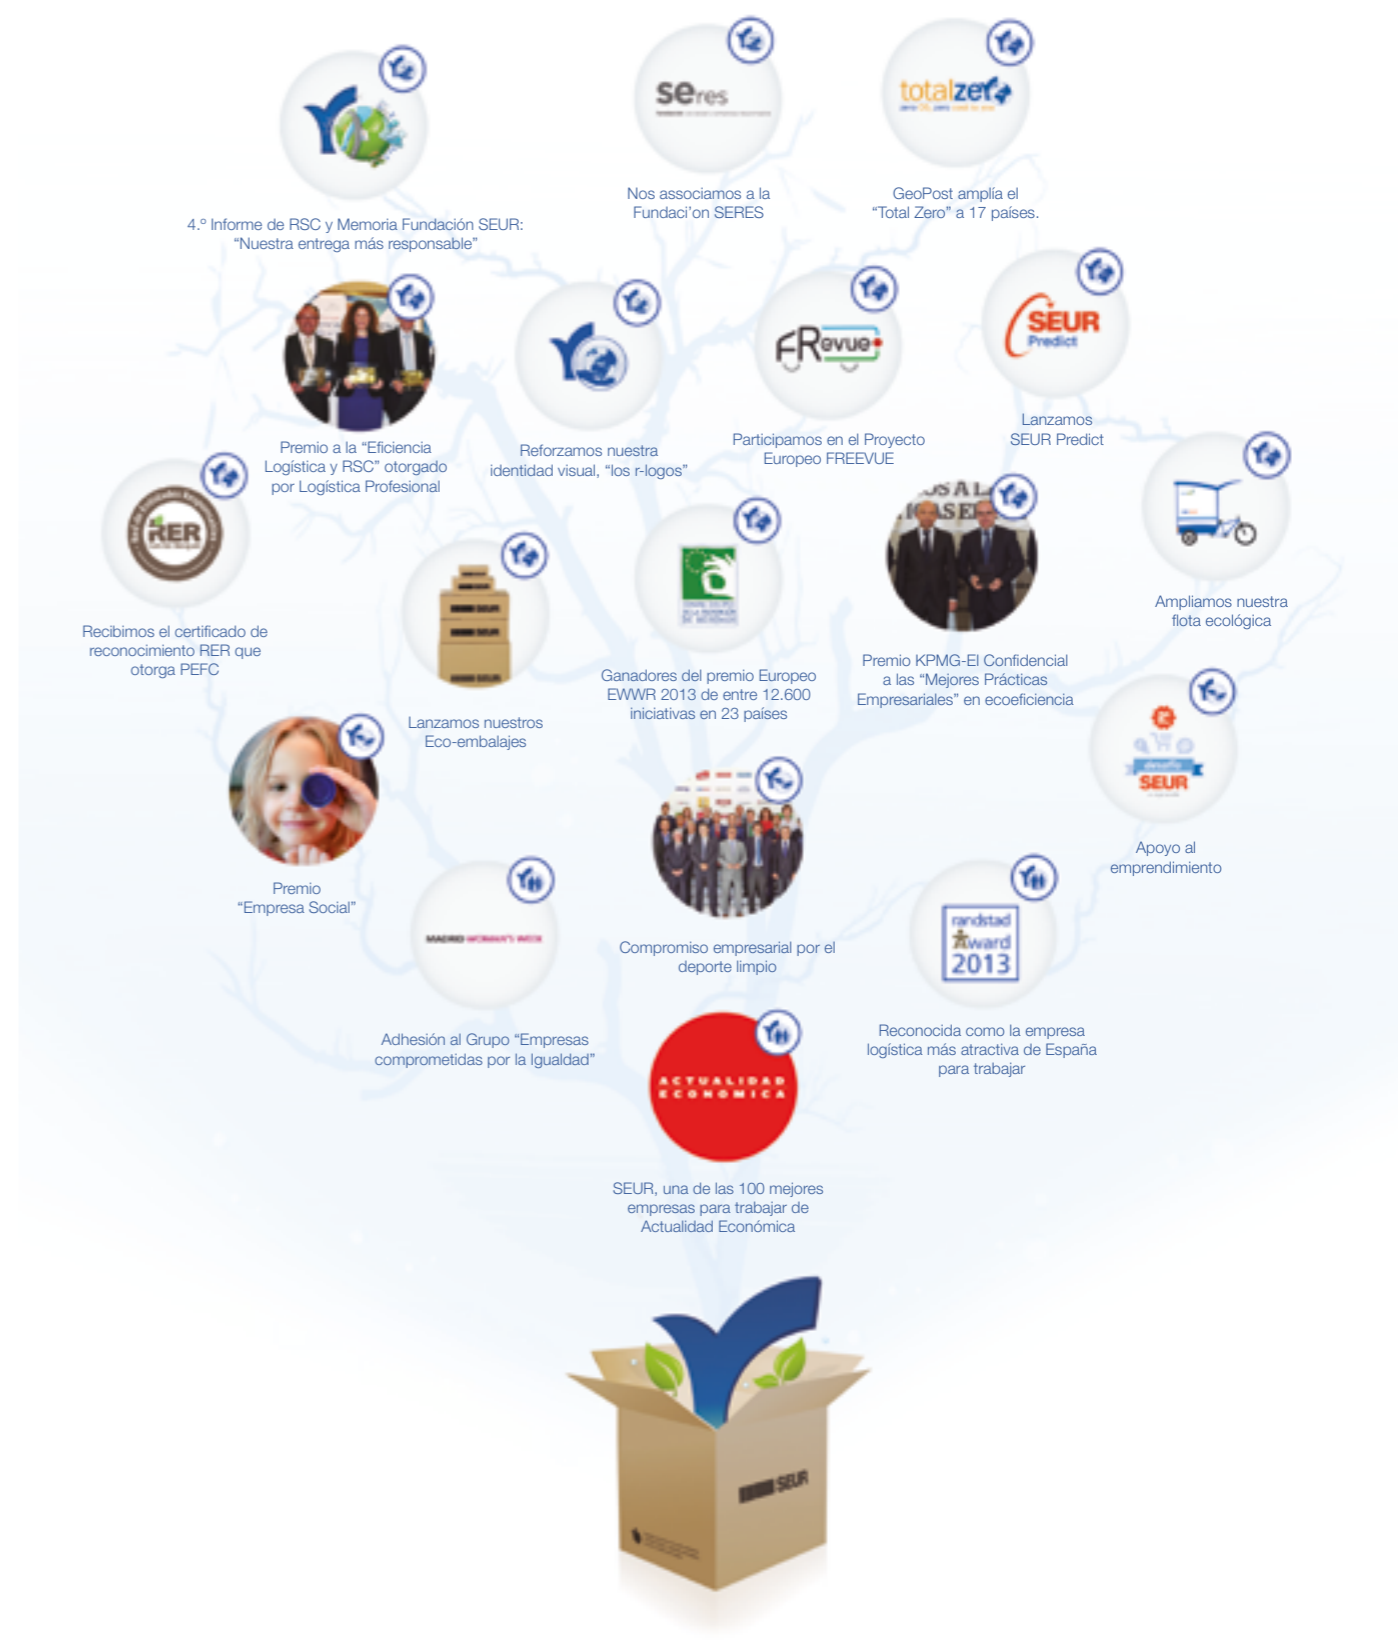 seres
totalzero
Nos associamos a la
Fundaci'on SERES
GeoPost amplía el
“Total Zero” a 17 países.
4.º Informe de RSC y Memoria Fundación SEUR:
“Nuestra entrega más responsable”
FRevue
SEUR
Predict
Premio a la “Eficiencia
Logística y RSC” otorgado
por Logística Profesional
Reforzamos nuestra
identidad visual, “los r-logos”
Participamos en el Proyecto
Europeo FREEVUE
Lanzamos
SEUR Predict
RER
SEUR
SEUR
SEUR
Recibimos el certificado de
reconocimiento RER que
otorga PEFC
Lanzamos nuestros
Eco-embalajes
Ganadores del premio Europeo
EWWR 2013 de entre 12.600
iniciativas en 23 países
Premio KPMG-El Confidencial
a las “Mejores Prácticas
Empresariales” en ecoeficiencia
Ampliamos nuestra
flota ecológica
desafío
SEUR
Premio
“Empresa Social”
Compromiso empresarial por el
deporte limpio
Apoyo al
emprendimiento
MADRID WOMAN'S WEEK
randstad
Award
2013
Adhesión al Grupo “Empresas
comprometidas por la Igualdad”
Reconocida como la empresa
logística más atractiva de España
para trabajar
ACTUALIDAD
ECONOMICA
SEUR, una de las 100 mejores
empresas para trabajar de
Actualidad Económica
SEUR